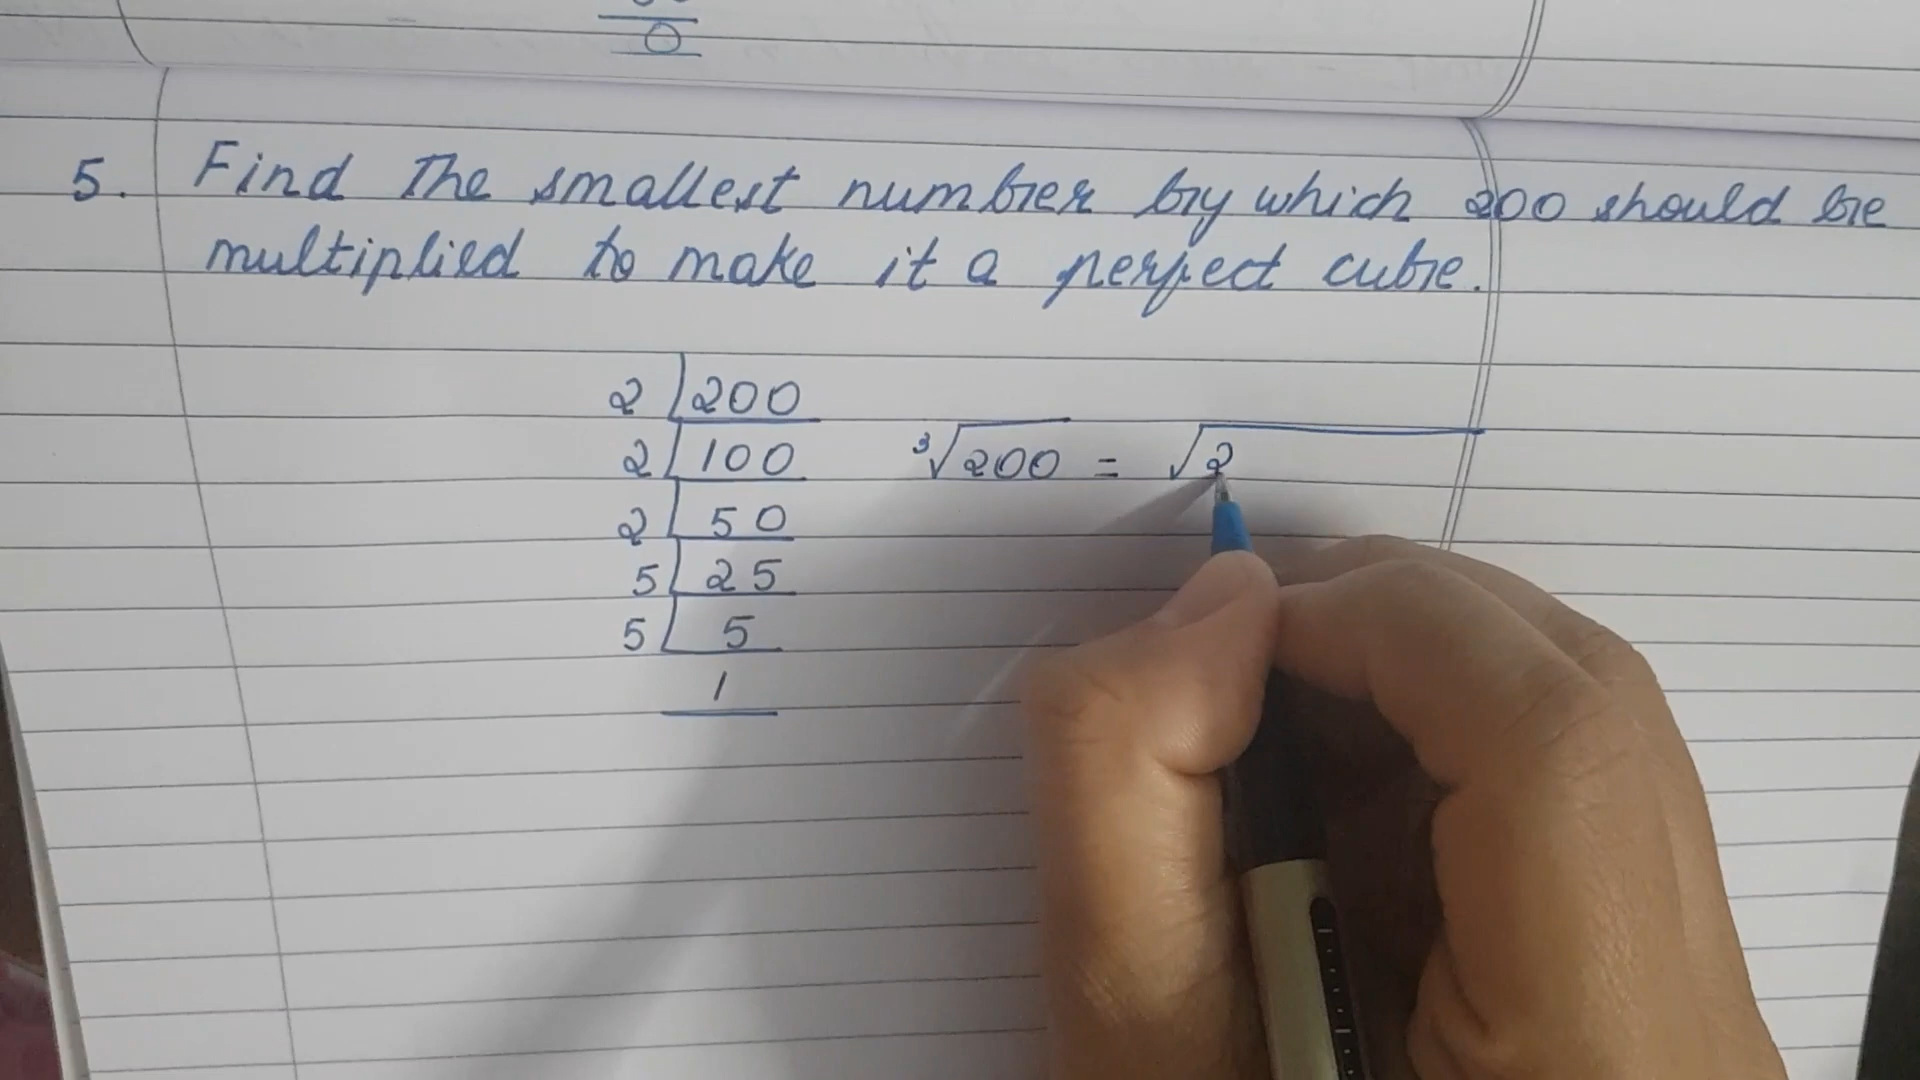 0
5. Find The smallest number by which 200 should be
multiplied to make it a perfect cube.
2 200
2 100 ³√200 = √2
2 50
5 25
5 5
1